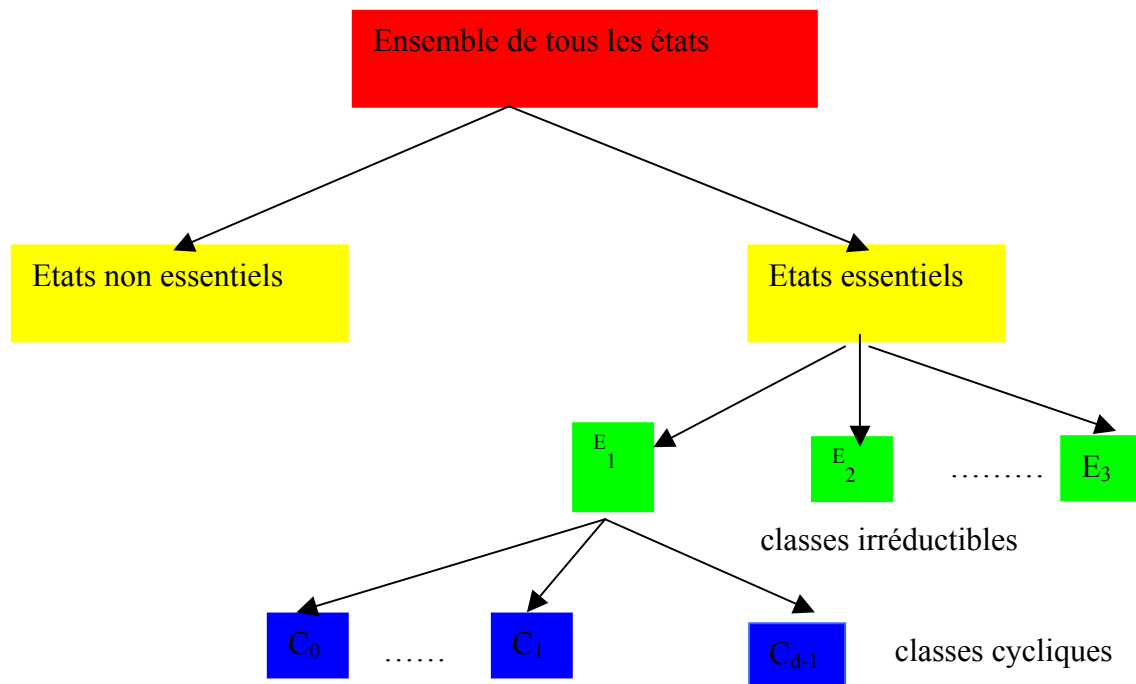 Ensemble de tous les états
Etats non essentiels
Etats essentiels
E1
E2
.........
E3
classes irréductibles
C0
......
C1
Cd-1
classes cycliques